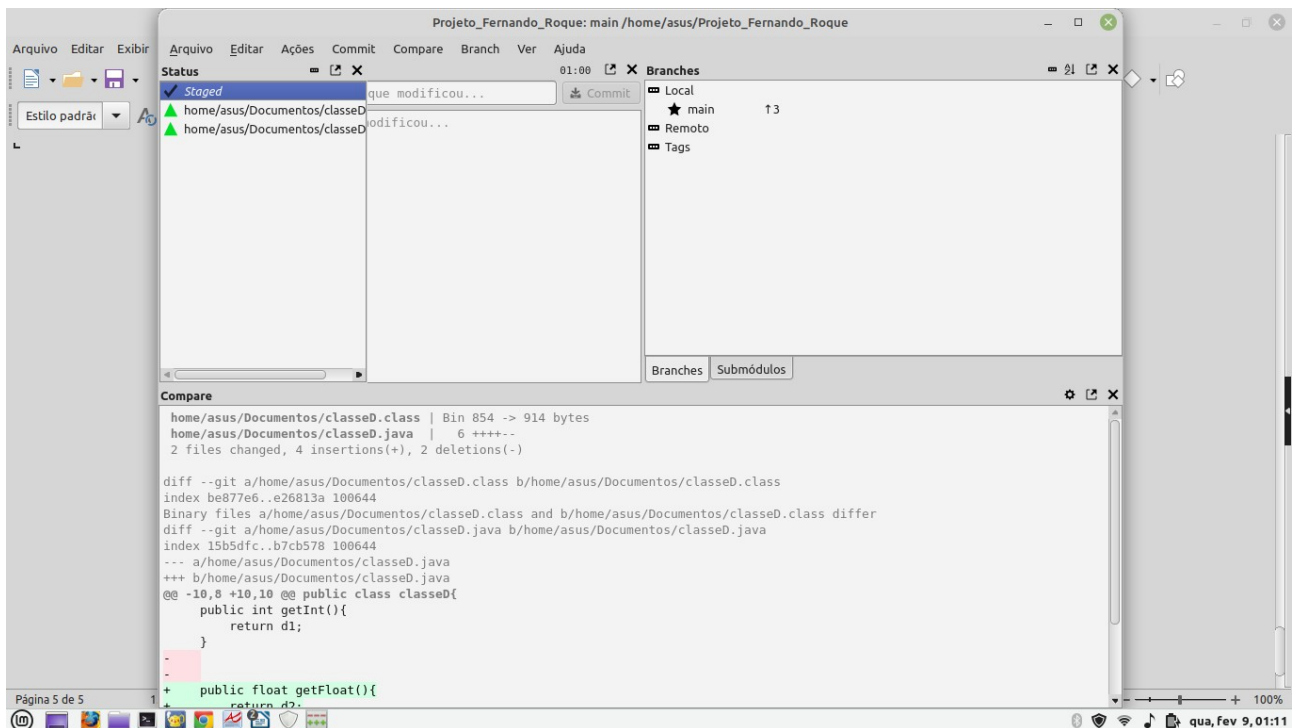 Projeto_Fernando_Roque: main /home/asus/Projeto_Fernando_Roque
Arquivo Editar Exibir
Arquivo Editar Ações Commit Compare Branch Ver Ajuda
Status
01:00
Branches
Staged
que modificou...
Commit
Local
home/asus/Documentos/classeD
odificou...
main ↑3
home/asus/Documentos/classeD
Remoto
Tags
Estilo padrã
Branches Submódulos
Compare
home/asus/Documentos/classeD.class | Bin 854 -> 914 bytes
home/asus/Documentos/classeD.java | 6 ++++--
2 files changed, 4 insertions(+), 2 deletions(-)
diff --git a/home/asus/Documentos/classeD.class b/home/asus/Documentos/classeD.class
index be877e6..e26813a 100644
Binary files a/home/asus/Documentos/classeD.class and b/home/asus/Documentos/classeD.class differ
diff --git a/home/asus/Documentos/classeD.java b/home/asus/Documentos/classeD.java
index 15b5dfc..b7cb578 100644
--- a/home/asus/Documentos/classeD.java
+++ b/home/asus/Documentos/classeD.java
@@ -10,8 +10,10 @@ public class classeD{
public int getInt(){
return d1;
}
-
-
+ public float getFloat(){
+ return d2;
Página 5 de 5 1
100%
qua, fev 9, 01:11